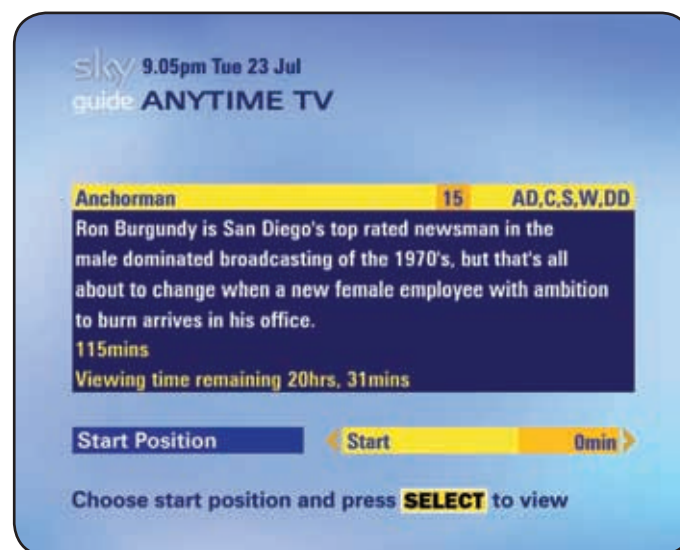 sky 9.05pm Tue 23 Jul
guide ANYTIME TV
Anchorman 15 AD,C,S,W,DD
Ron Burgundy is San Diego's top rated newsman in the
male dominated broadcasting of the 1970's, but that's all
about to change when a new female employee with ambition
to burn arrives in his office.
115mins
Viewing time remaining 20hrs, 31mins
Start Position Start 0min
Choose start position and press SELECT to view